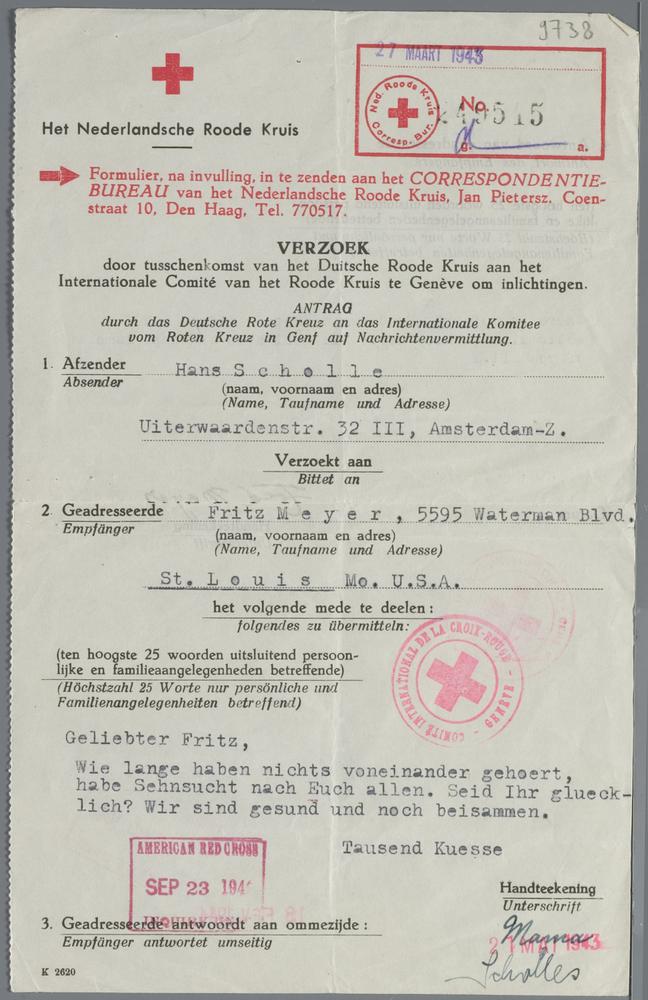 9738
27 MAART 1943
Ned. Roode Kruis
Corresp. Bur.
No.
249515
g. a.
Het Nederlandsche Roode Kruis
Formulier, na invulling, in te zenden aan het CORRESPONDENTIE-
BUREAU van het Nederlandsche Roode Kruis, Jan Pietersz. Coen-
straat 10, Den Haag, Tel. 770517.
VERZOEK
door tusschenkomst van het Duitsche Roode Kruis aan het
Internationale Comité van het Roode Kruis te Genève om inlichtingen.
ANTRAG
durch das Deutsche Rote Kreuz an das Internationale Komitee
vom Roten Kreuz in Genf auf Nachrichtenvermittlung.
1. Afzender Hans S c h o l l e
Absender (naam, voornaam en adres)
(Name, Taufname und Adresse)
Uiterwaardenstr. 32 III, Amsterdam-Z.
Verzoekt aan
Bittet an
2. Geadresseerde Fritz M e y e r , 5595 Waterman Blvd.
Empfänger (naam, voornaam en adres)
(Name, Taufname und Adresse)
St. L o u i s Mo. U.S.A.
het volgende mede te deelen:
folgendes zu übermitteln:
COMITÉ INTERNATIONAL DE LA CROIX-ROUGE - GENÈVE -
(ten hoogste 25 woorden uitsluitend persoon-
lijke en familieaangelegenheden betreffende)
(Höchstzahl 25 Worte nur persönliche und
Familienangelegenheiten betreffend)
Geliebter Fritz,
Wie lange haben nichts voneinander gehoert,
habe Sehnsucht nach Euch allen. Seid Ihr glueck-
lich? Wir sind gesund und noch beisammen.
Tausend Kuesse
AMERICAN RED CROSS
SEP 23 194
Handteekening
Unterschrift
3. Geadresseerde antwoordt aan ommezijde:
Empfänger antwortet umseitig
Mama
21 MAI 1943
Scholles
K 2620